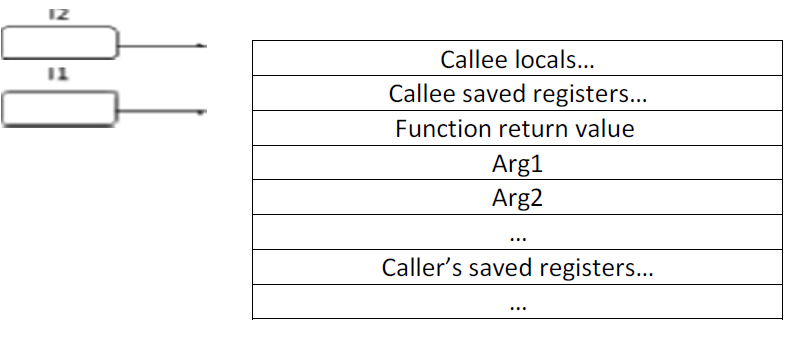 I2
I1
Callee locals...
Callee saved registers...
Function return value
Arg1
Arg2
...
Caller's saved registers...
...